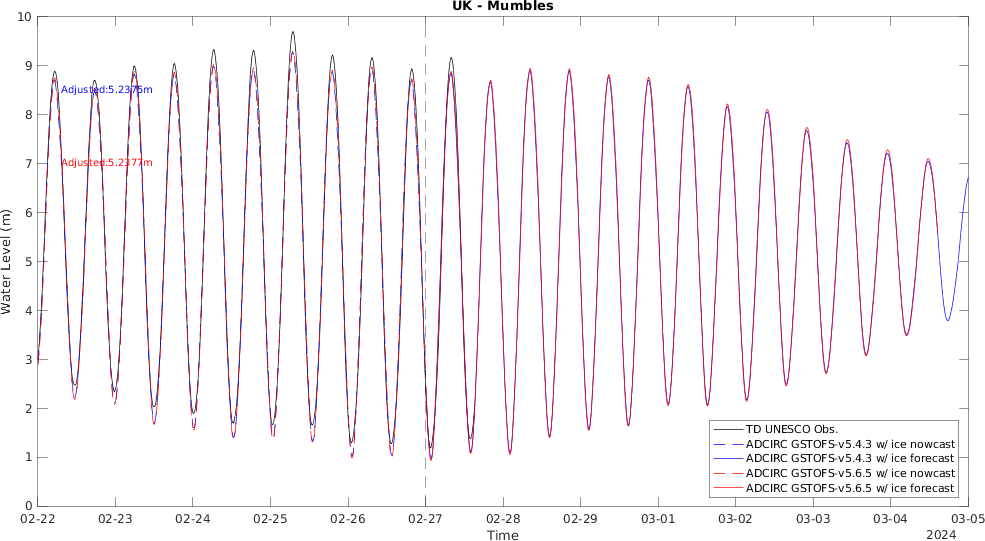 UK - Mumbles
10
9
8
7
6
5
4
3
2
1
0
Water Level (m)
Adjusted:5.2375m
Adjusted:5.2377m
TD UNESCO Obs.
ADCIRC GSTOFS-v5.4.3 w/ ice nowcast
ADCIRC GSTOFS-v5.4.3 w/ ice forecast
ADCIRC GSTOFS-v5.6.5 w/ ice nowcast
ADCIRC GSTOFS-v5.6.5 w/ ice forecast
02-22 02-23 02-24 02-25 02-26 02-27 02-28 02-29 03-01 03-02 03-03 03-04 03-05
Time
2024